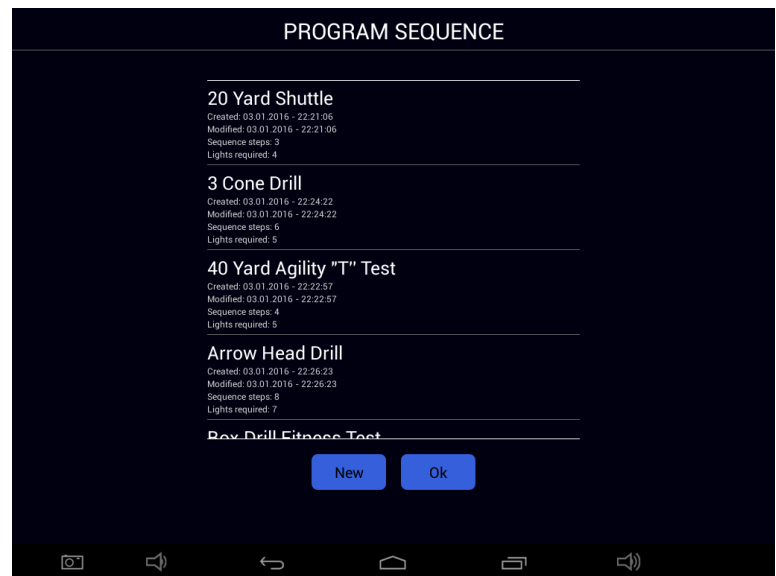 PROGRAM SEQUENCE
20 Yard Shuttle
Created: 03.01.2016 - 22:21:06
Modified: 03.01.2016 - 22:21:06
Sequence steps: 3
Lights required: 4
3 Cone Drill
Created: 03.01.2016 - 22:24:22
Modified: 03.01.2016 - 22:24:22
Sequence steps: 6
Lights required: 5
40 Yard Agility "T" Test
Created: 03.01.2016 - 22:22:57
Modified: 03.01.2016 - 22:22:57
Sequence steps: 4
Lights required: 5
Arrow Head Drill
Created: 03.01.2016 - 22:26:23
Modified: 03.01.2016 - 22:26:23
Sequence steps: 8
Lights required: 7
Box Drill Fitness Test
New Ok